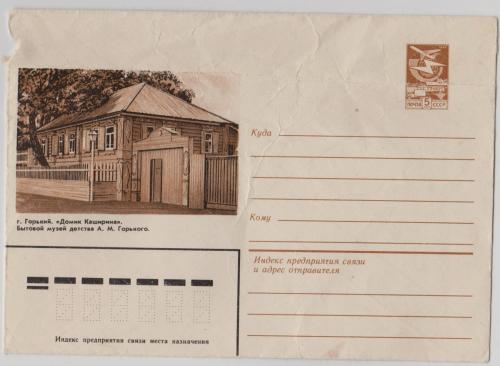 ПОЧТА 5 СССР
Куда
г. Горький. «Домик Каширина».
Бытовой музей детства А. М. Горького.
Кому
Индекс предприятия связи
и адрес отправителя
Индекс предприятия связи места назначения